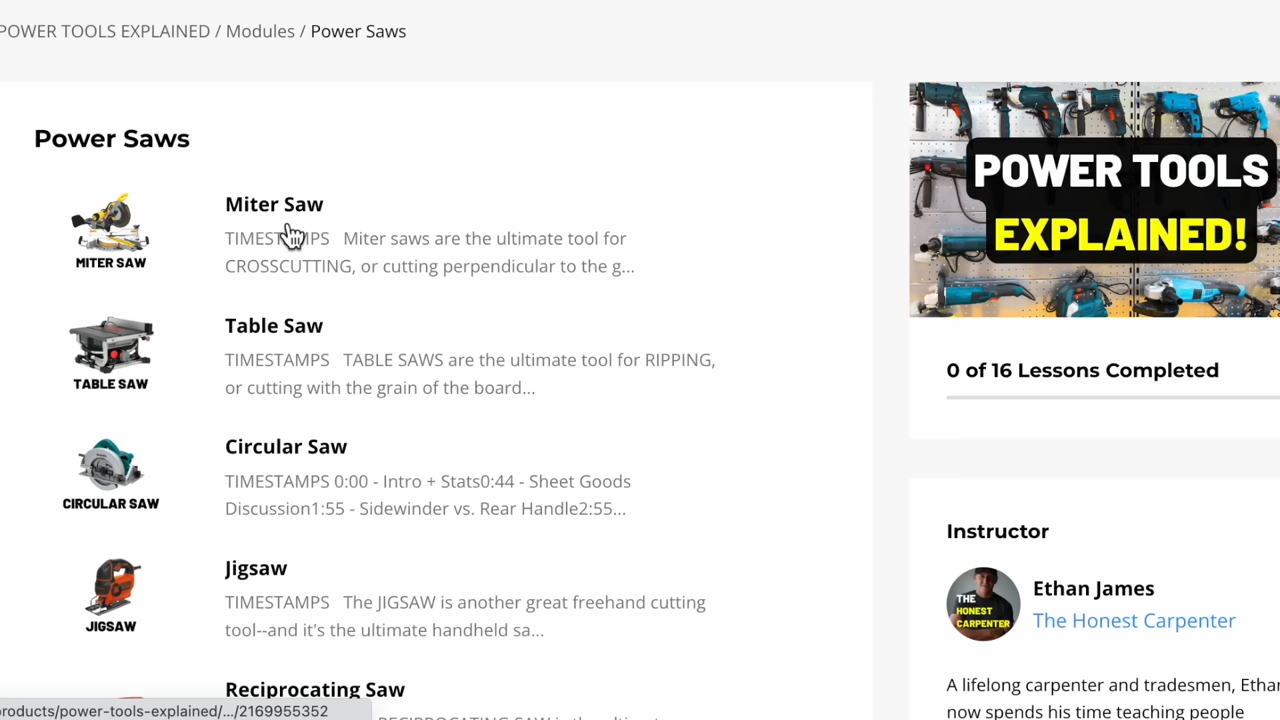 POWER TOOLS EXPLAINED / Modules / Power Saws
Power Saws
MITER SAW
Miter Saw
TIMESTAMPS Miter saws are the ultimate tool for
CROSSCUTTING, or cutting perpendicular to the g...
TABLE SAW
Table Saw
TIMESTAMPS TABLE SAWS are the ultimate tool for RIPPING,
or cutting with the grain of the board...
CIRCULAR SAW
Circular Saw
TIMESTAMPS 0:00 - Intro + Stats0:44 - Sheet Goods
Discussion1:55 - Sidewinder vs. Rear Handle2:55...
JIGSAW
Jigsaw
TIMESTAMPS The JIGSAW is another great freehand cutting
tool--and it's the ultimate handheld sa...
Reciprocating Saw
roducts/power-tools-explained/.../2169955352
POWER TOOLS
EXPLAINED!
0 of 16 Lessons Completed
Instructor
THE
HONEST
CARPENTER
Ethan James
The Honest Carpenter
A lifelong carpenter and tradesmen, Etha
now spends his time teaching people